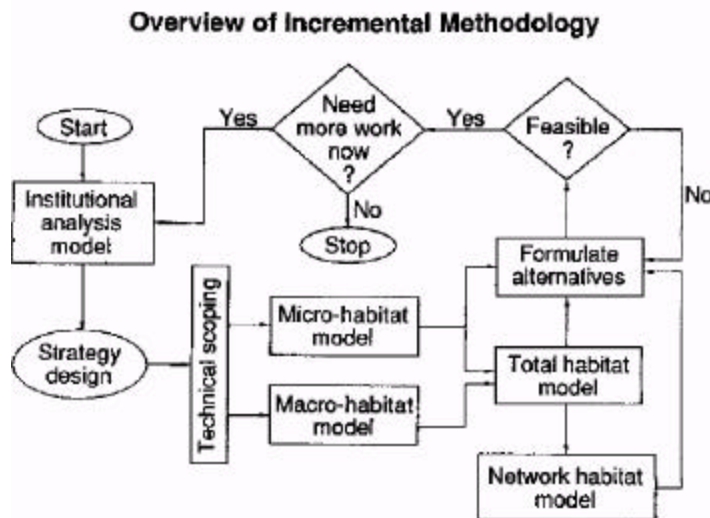 Overview of Incremental Methodology
Start
Yes
Need
more work
now
?
Yes
Feasible
?
Institutional
analysis
model
No
Stop
No
Formulate
alternatives
Technical scoping
Micro-habitat
model
Strategy
design
Total habitat
model
Macro-habitat
model
Network habitat
model